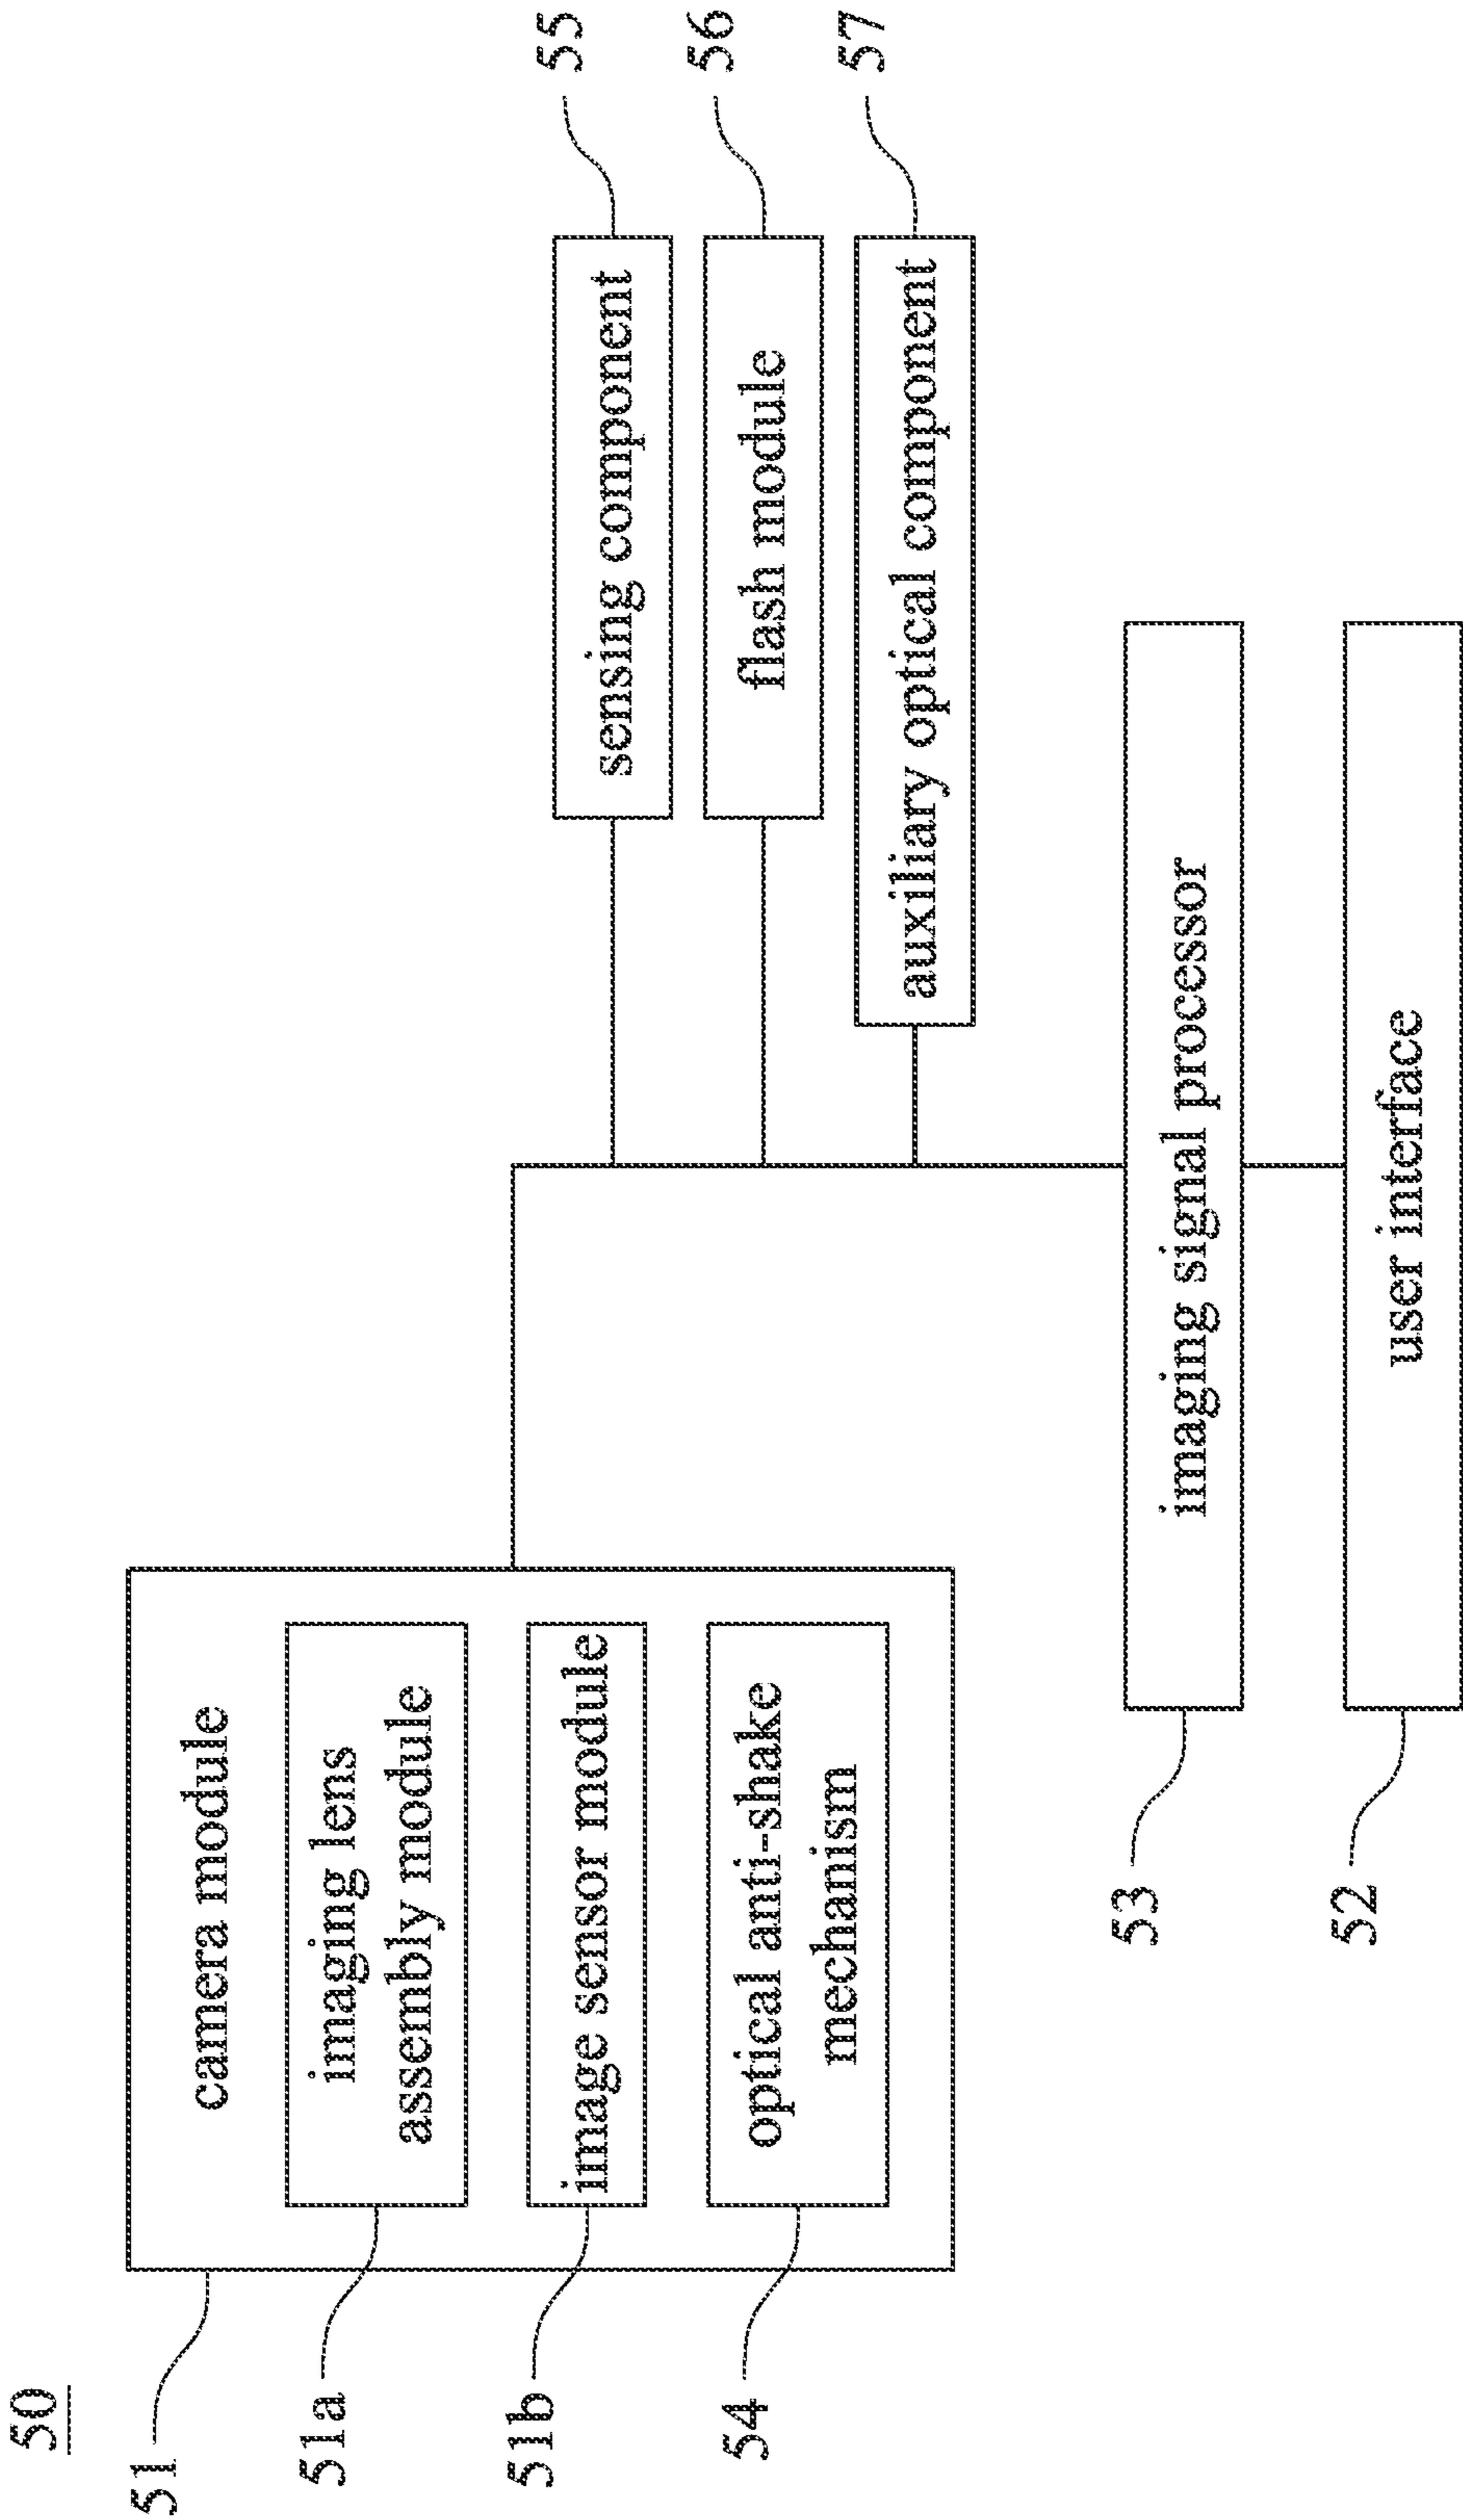 50
51
camera module
51a
imaging lens
assembly module
51b
image sensor module
54
optical anti-shake
mechanism
sensing component
55
flash module
56
auxiliary optical component
57
imaging signal processor
53
user interface
52